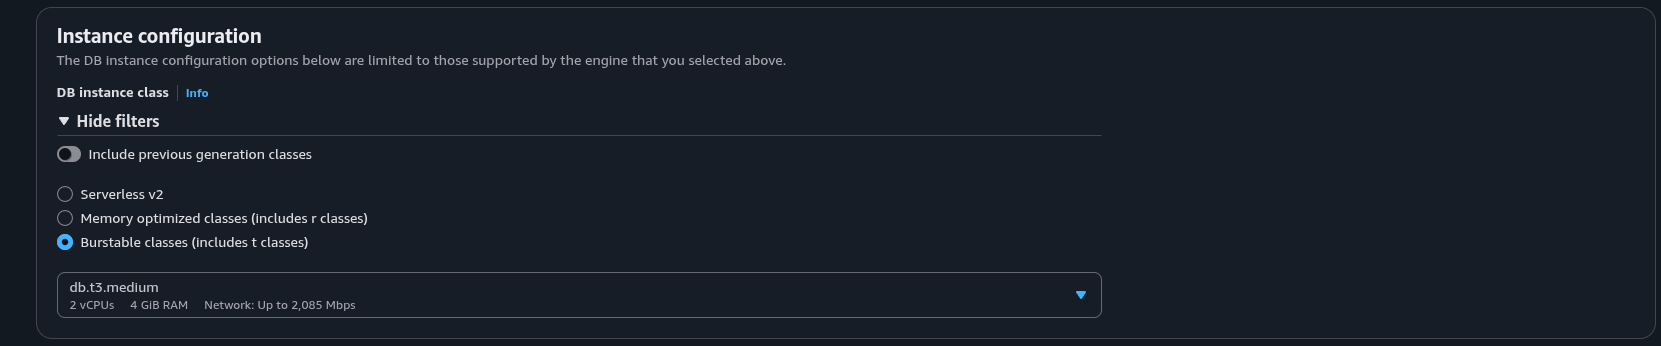 Instance configuration
The DB instance configuration options below are limited to those supported by the engine that you selected above.
DB instance class Info
Hide filters
Include previous generation classes
Serverless v2
Memory optimized classes (includes r classes)
Burstable classes (includes t classes)
db.t3.medium
2 vCPUs 4 GiB RAM Network: Up to 2,085 Mbps